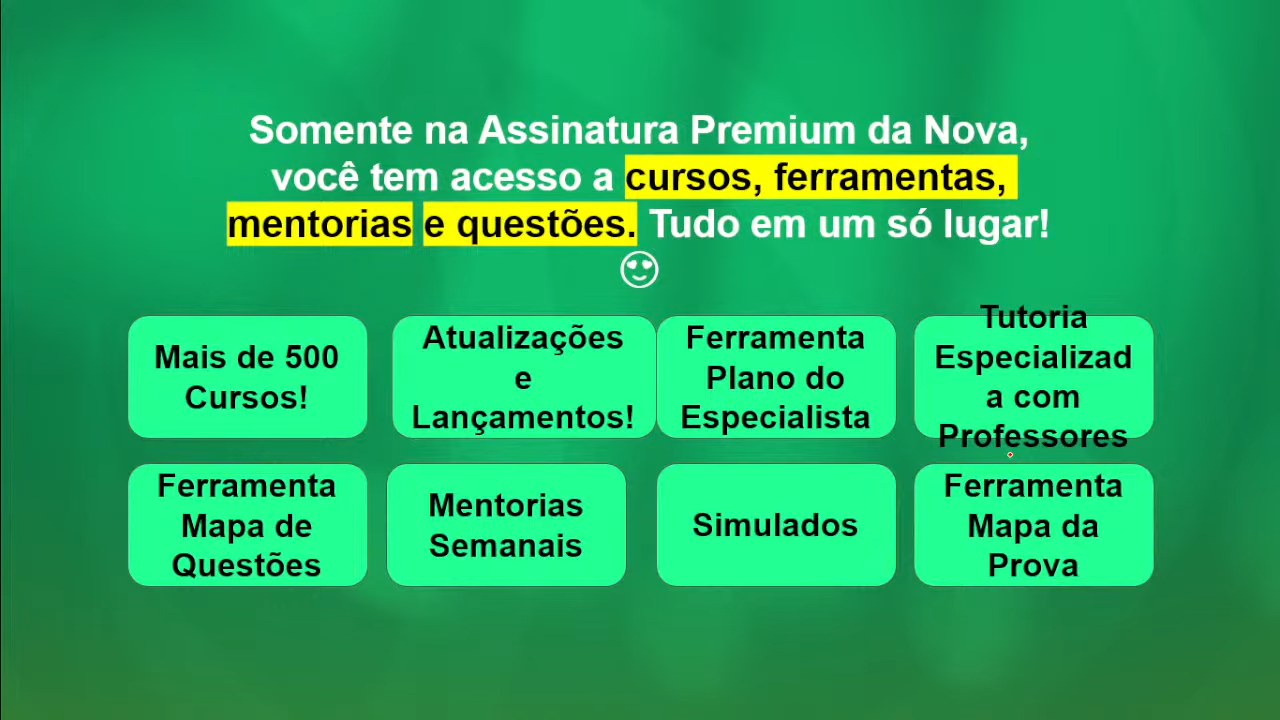 Somente na Assinatura Premium da Nova,
você tem acesso a cursos, ferramentas,
mentorias e questões. Tudo em um só lugar!
😍
Mais de 500
Cursos!
Atualizações
e
Lançamentos!
Ferramenta
Plano do
Especialista
Tutoria
Especializad
a com
Professores
Ferramenta
Mapa de
Questões
Mentorias
Semanais
Simulados
Ferramenta
Mapa da
Prova